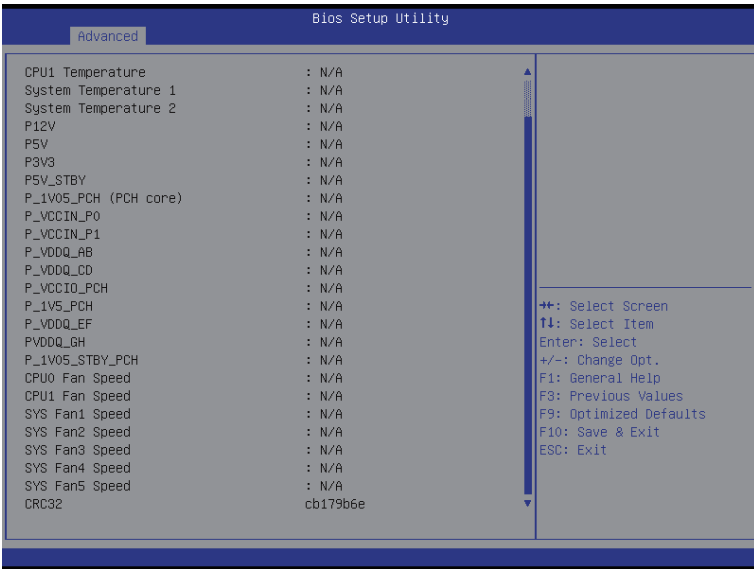 Bios Setup Utility
Advanced
CPU1 Temperature : N/A
System Temperature 1 : N/A
System Temperature 2 : N/A
P12V : N/A
P5V : N/A
P3V3 : N/A
P5V_STBY : N/A
P_1V05_PCH (PCH core) : N/A
P_VCCIN_P0 : N/A
P_VCCIN_P1 : N/A
P_VDDQ_AB : N/A
P_VDDQ_CD : N/A
P_VCCIO_PCH : N/A
P_1V5_PCH : N/A
P_VDDQ_EF : N/A
PVDDQ_GH : N/A
P_1V05_STBY_PCH : N/A
CPU0 Fan Speed : N/A
CPU1 Fan Speed : N/A
SYS Fan1 Speed : N/A
SYS Fan2 Speed : N/A
SYS Fan3 Speed : N/A
SYS Fan4 Speed : N/A
SYS Fan5 Speed : N/A
CRC32 cb179b6e
→←: Select Screen
↑↓: Select Item
Enter: Select
+/-: Change Opt.
F1: General Help
F3: Previous Values
F9: Optimized Defaults
F10: Save & Exit
ESC: Exit